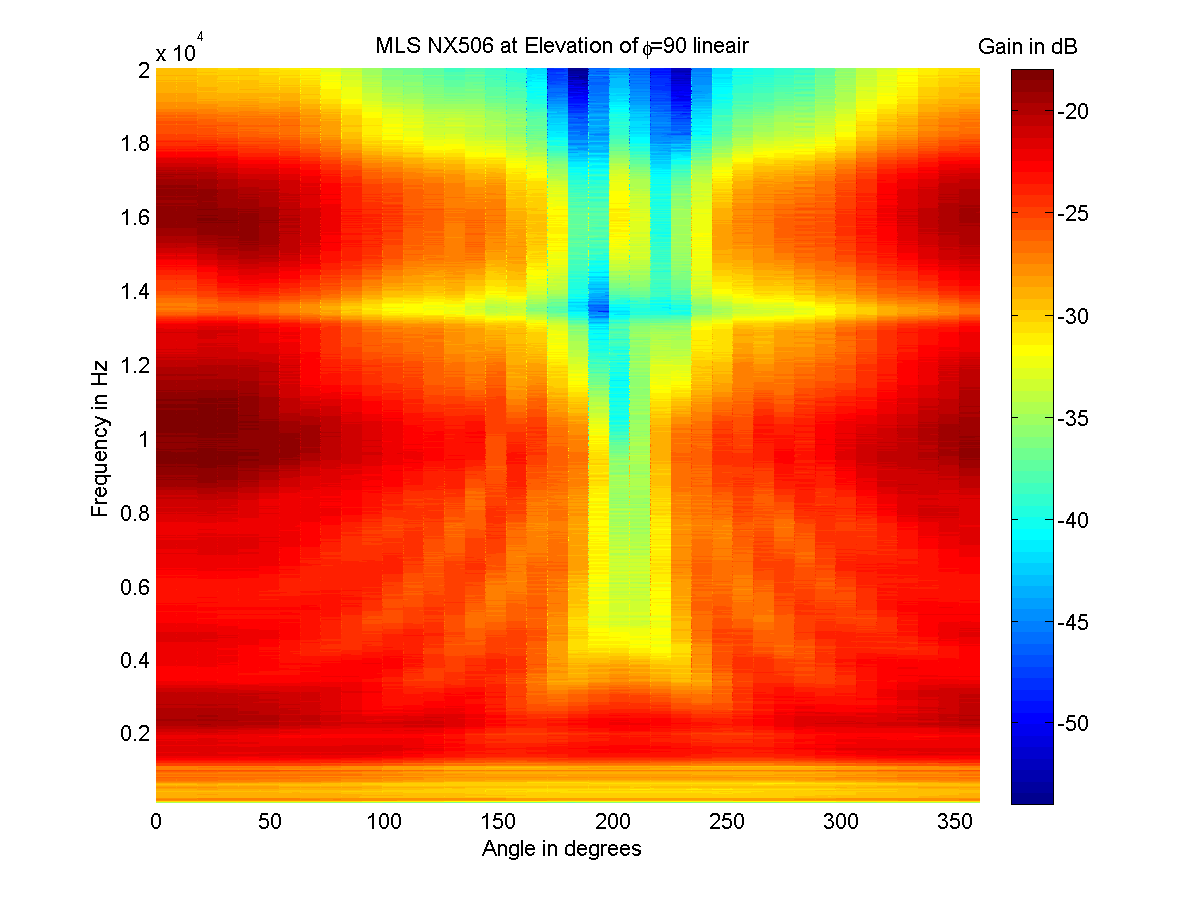 MLS NX506 at Elevation of ϕ=90 lineair
Gain in dB
x 10^4
2
1.8
1.6
1.4
1.2
1
0.8
0.6
0.4
0.2
Frequency in Hz
0 50 100 150 200 250 300 350
Angle in degrees
-20
-25
-30
-35
-40
-45
-50